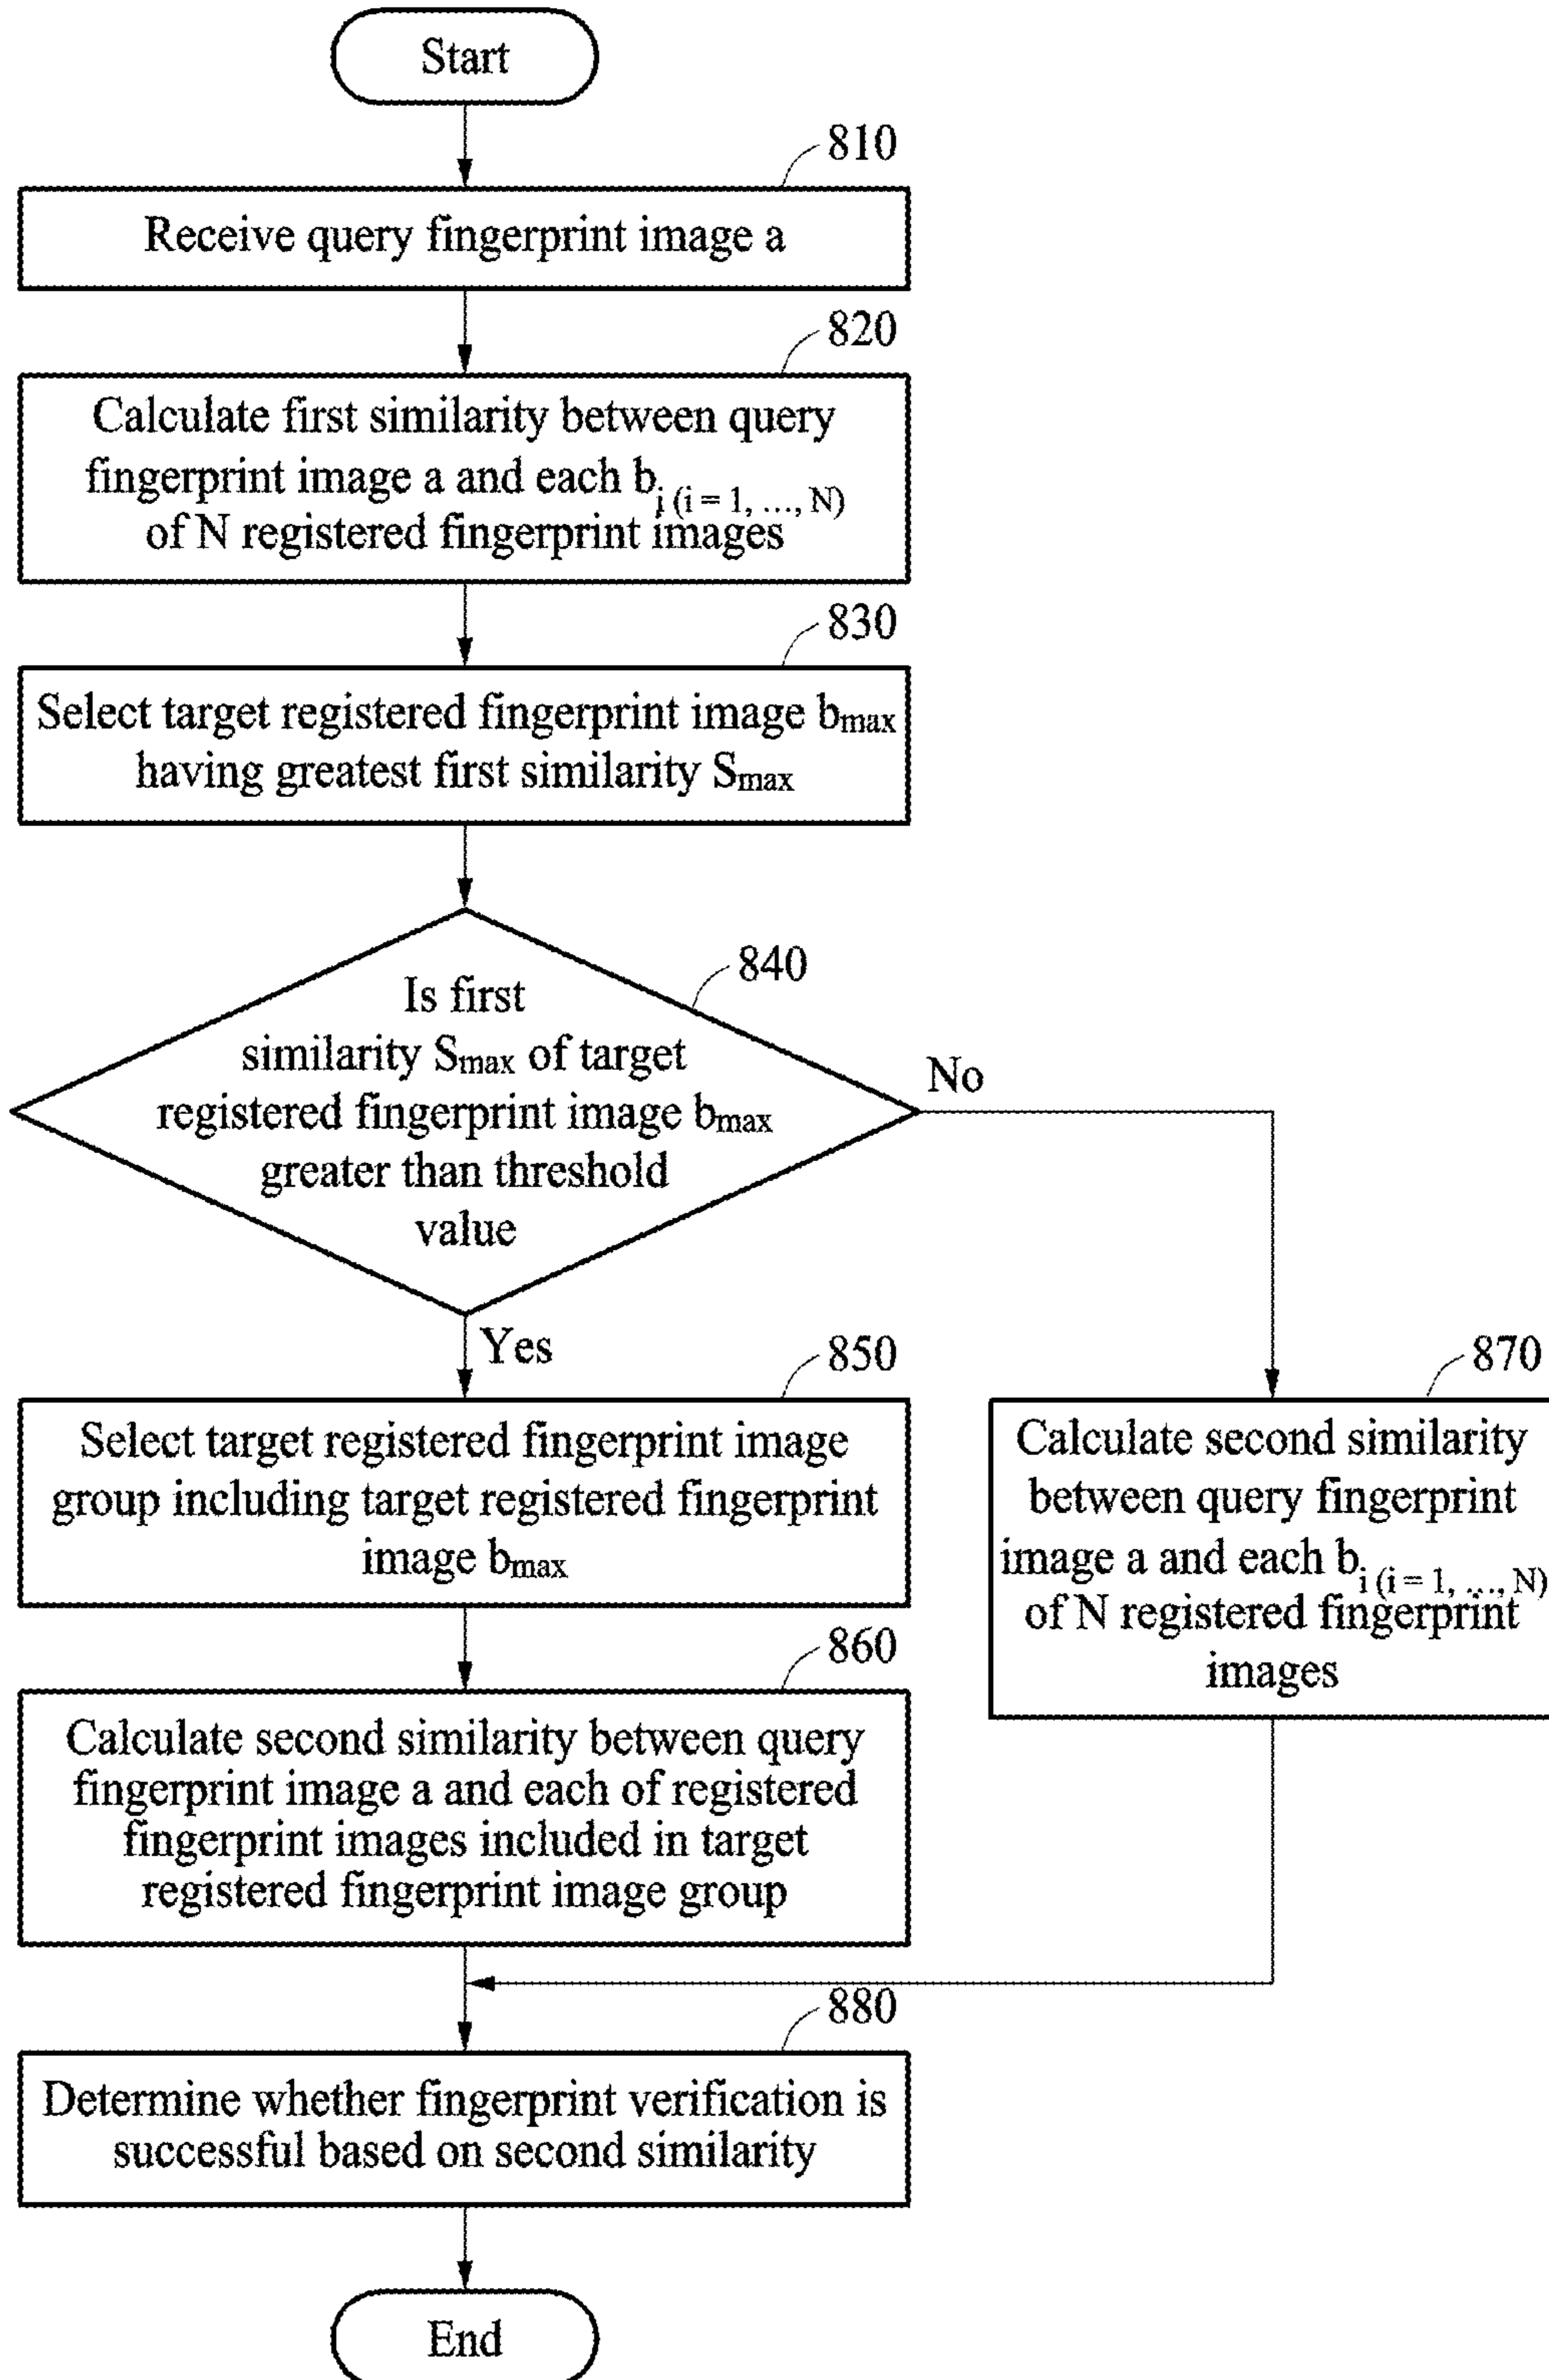 Start
810
Receive query fingerprint image a
820
Calculate first similarity between query
fingerprint image a and each b i (i = 1, ..., N)
of N registered fingerprint images
830
Select target registered fingerprint image bmax
having greatest first similarity Smax
840
Is first
similarity Smax of target
registered fingerprint image bmax
greater than threshold
value
No
Yes
850
Select target registered fingerprint image
group including target registered fingerprint
image bmax
870
Calculate second similarity
between query fingerprint
image a and each b i (i = 1, ..., N)
of N registered fingerprint
images
860
Calculate second similarity between query
fingerprint image a and each of registered
fingerprint images included in target
registered fingerprint image group
880
Determine whether fingerprint verification is
successful based on second similarity
End